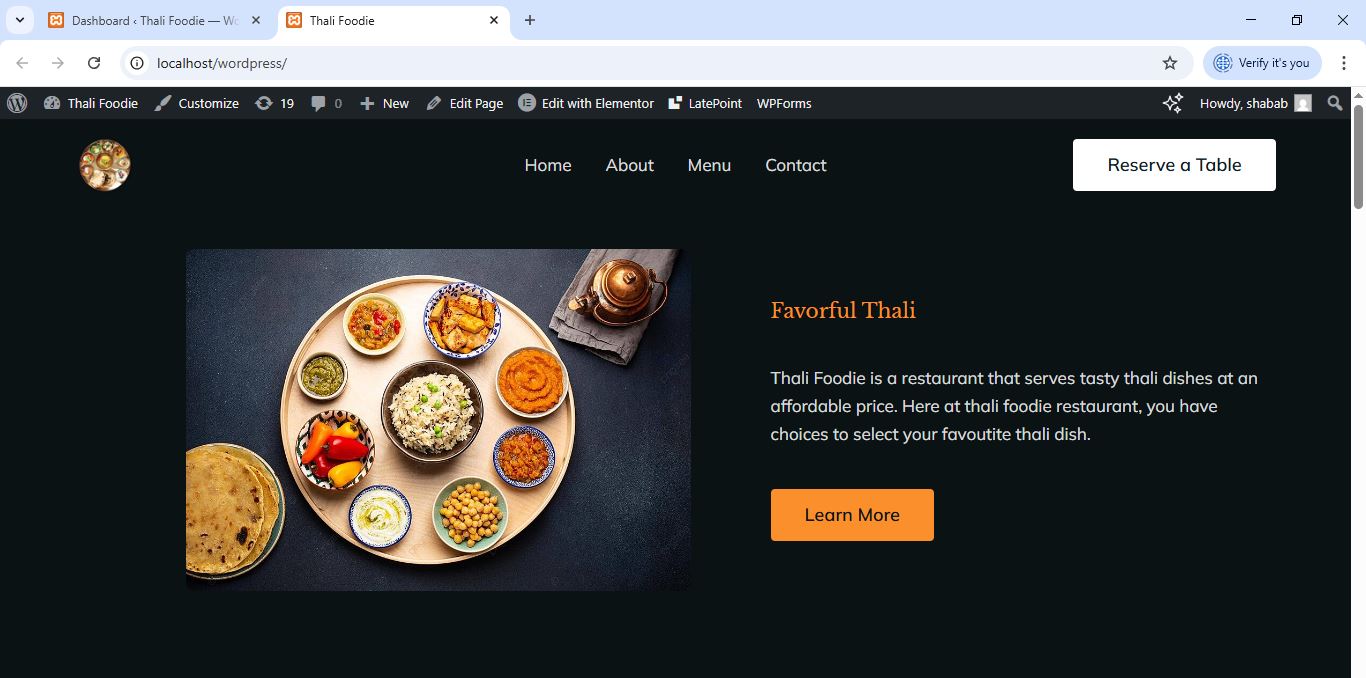 Dashboard ‹ Thali Foodie — Wo
Thali Foodie
localhost/wordpress/
Verify it's you
Thali Foodie
Customize
19
0
New
Edit Page
Edit with Elementor
LatePoint
WPForms
Howdy, shabab
Home
About
Menu
Contact
Reserve a Table
Favorful Thali
Thali Foodie is a restaurant that serves tasty thali dishes at an
affordable price. Here at thali foodie restaurant, you have
choices to select your favoutite thali dish.
Learn More